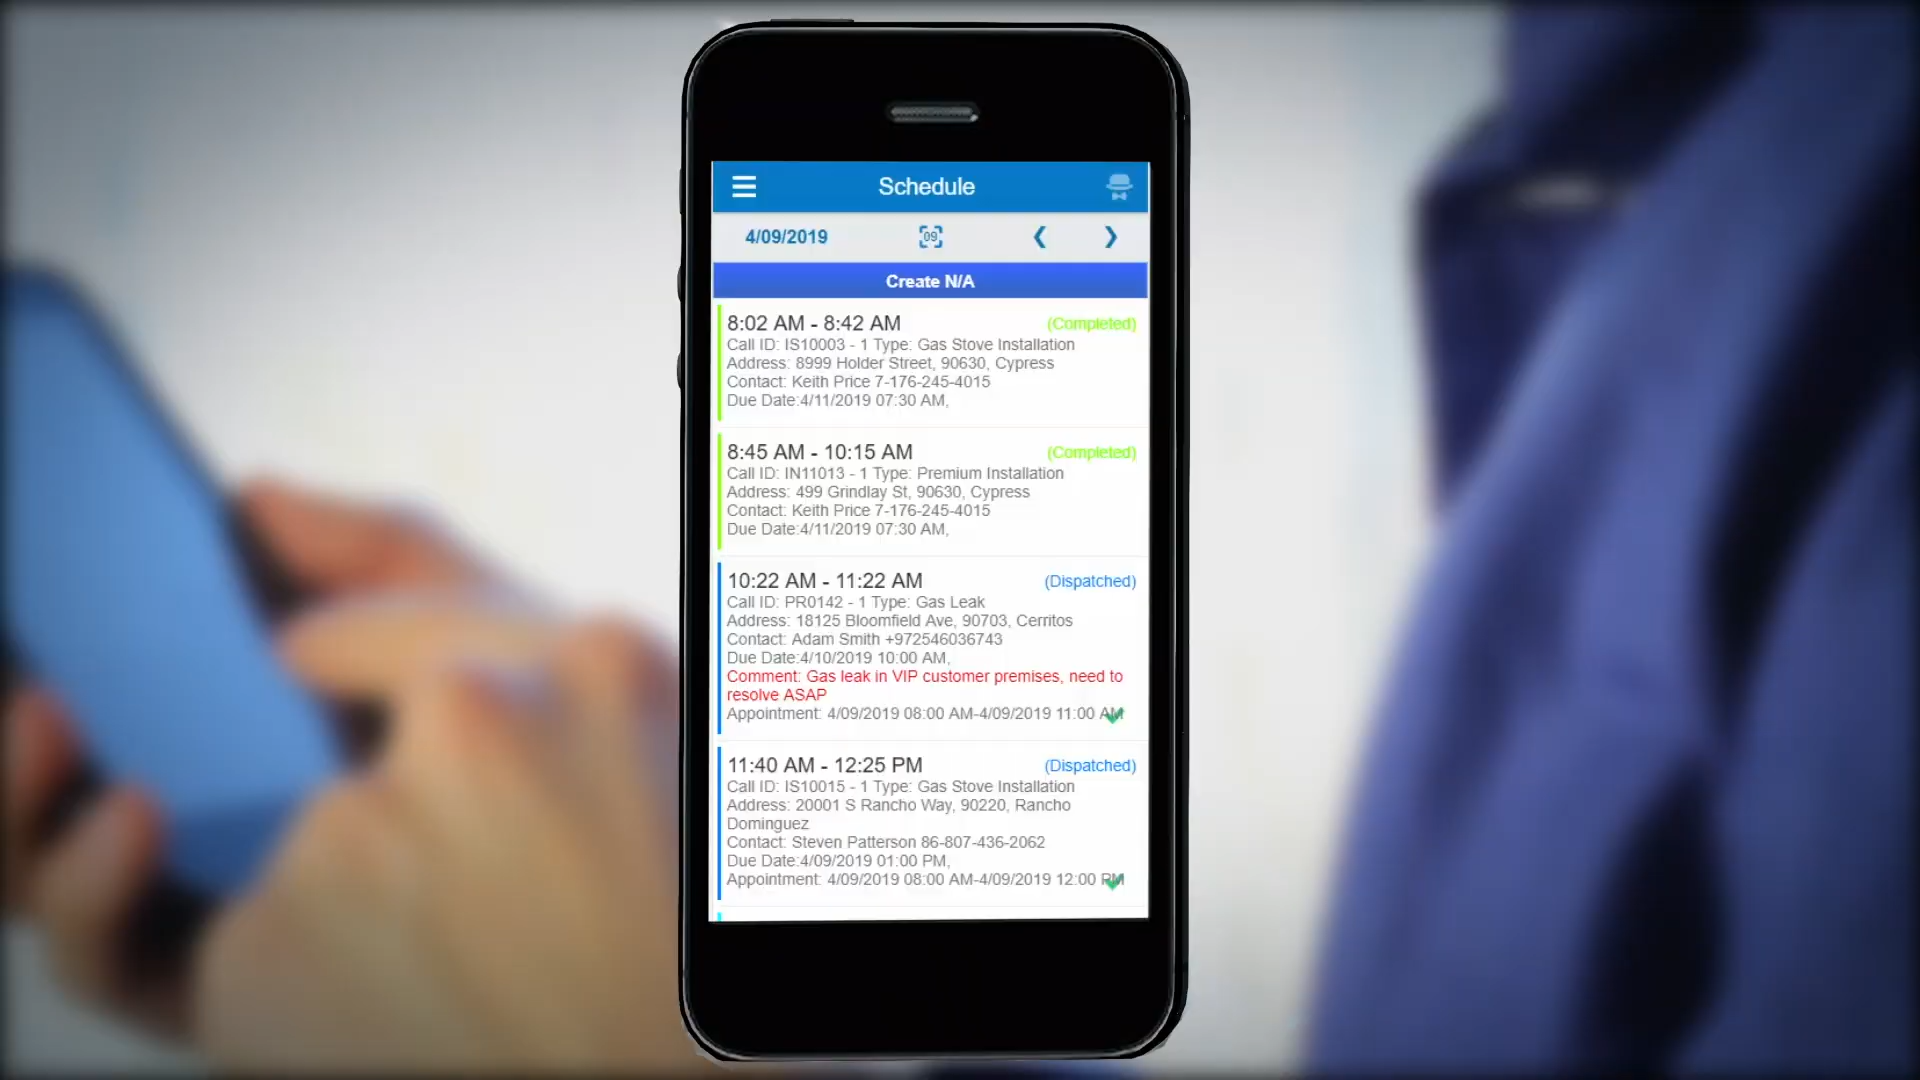 Schedule
4/09/2019
09
Create N/A
8:02 AM - 8:42 AM
(Completed)
Call ID: IS10003 - 1 Type: Gas Stove Installation
Address: 8999 Holder Street, 90630, Cypress
Contact: Keith Price 7-176-245-4015
Due Date:4/11/2019 07:30 AM,
8:45 AM - 10:15 AM
(Completed)
Call ID: IN11013 - 1 Type: Premium Installation
Address: 499 Grindlay St, 90630, Cypress
Contact: Keith Price 7-176-245-4015
Due Date:4/11/2019 07:30 AM,
10:22 AM - 11:22 AM
(Dispatched)
Call ID: PR0142 - 1 Type: Gas Leak
Address: 18125 Bloomfield Ave, 90703, Cerritos
Contact: Adam Smith +972546036743
Due Date:4/10/2019 10:00 AM,
Comment: Gas leak in VIP customer premises, need to
resolve ASAP
Appointment: 4/09/2019 08:00 AM-4/09/2019 11:00 AM
11:40 AM - 12:25 PM
(Dispatched)
Call ID: IS10015 - 1 Type: Gas Stove Installation
Address: 20001 S Rancho Way, 90220, Rancho
Dominguez
Contact: Steven Patterson 86-807-436-2062
Due Date:4/09/2019 01:00 PM,
Appointment: 4/09/2019 08:00 AM-4/09/2019 12:00 PM